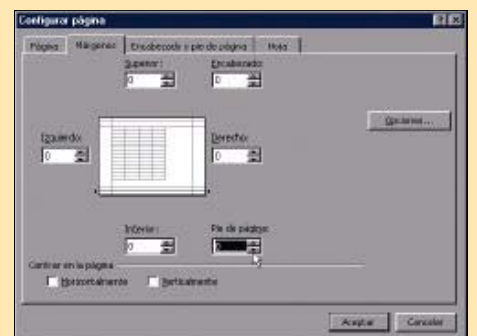 Configurar página
Página Márgenes Encabezado y pie de página Hoja
Superior: Encabezado:
0 0
Opciones...
Izquierdo: Derecho:
0 0
Inferior: Pie de página:
0 0
Centrar en la página
Horizontalmente Verticalmente
Aceptar Cancelar